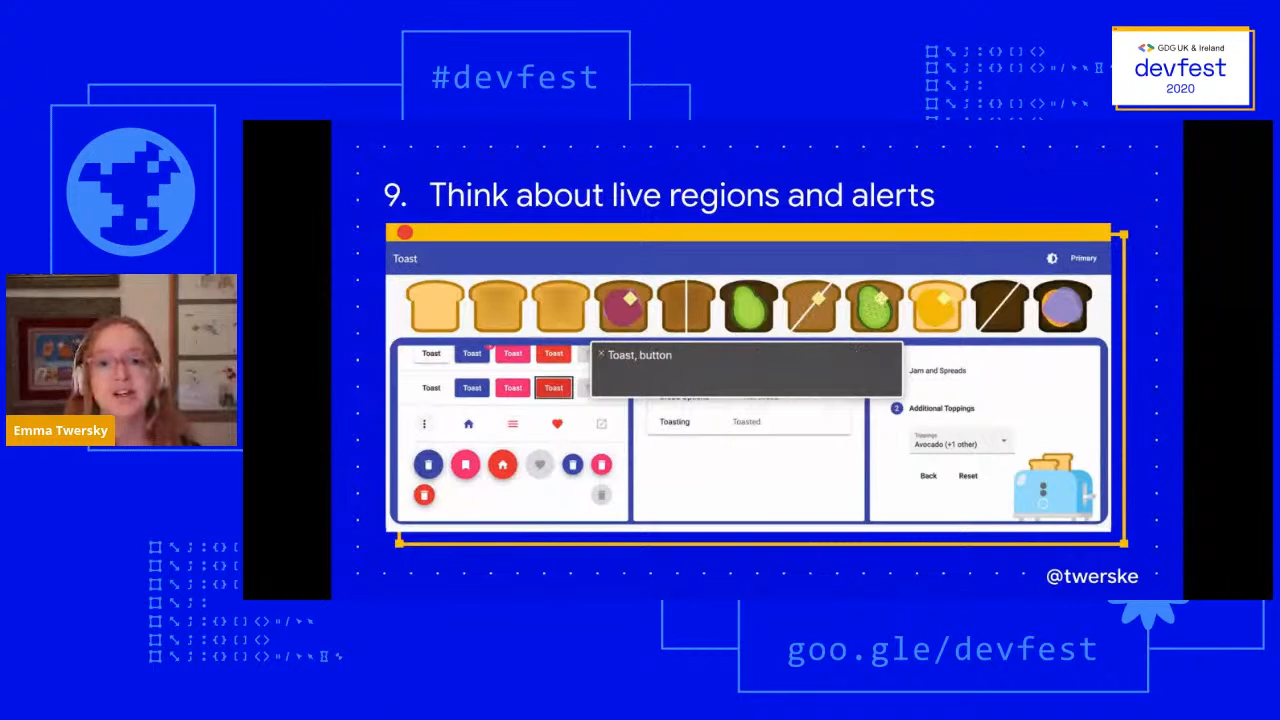 #devfest
GDG UK & Ireland
devfest
2020
9. Think about live regions and alerts
Toast
Primary
Toast Toast Toast Toast
Toast, button
Jam and Spreads
Toast Toast Toast Toast
2 Additional Toppings
Toasting Toasted
Toppings
Avocado (+1 other)
Back Reset
Emma Twersky
@twerske
goo.gle/devfest